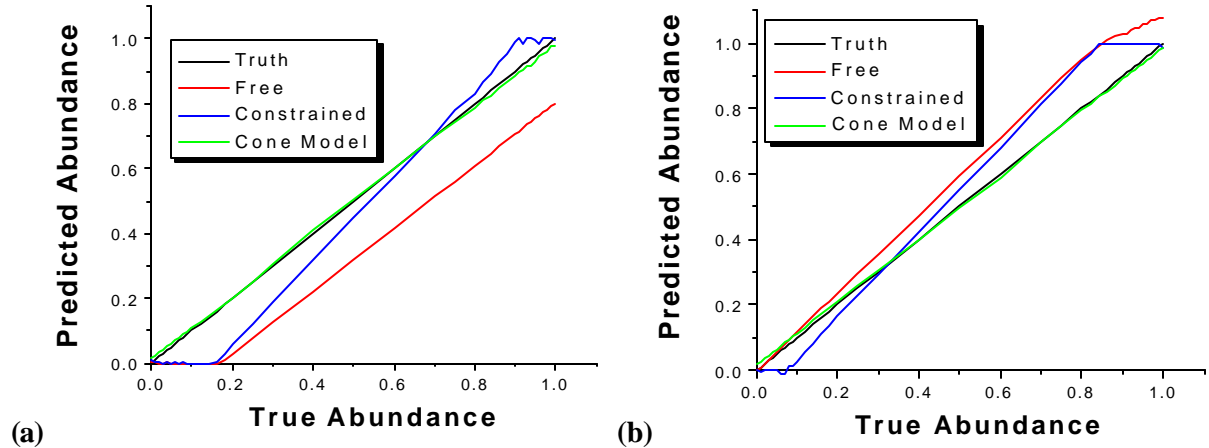 1.0
0.8
0.6
0.4
0.2
0.0
Predicted Abundance
Truth
Free
Constrained
Cone Model
0.0 0.2 0.4 0.6 0.8 1.0
True Abundance
(a)
1.0
0.8
0.6
0.4
0.2
0.0
Predicted Abundance
Truth
Free
Constrained
Cone Model
0.0 0.2 0.4 0.6 0.8 1.0
True Abundance
(b)